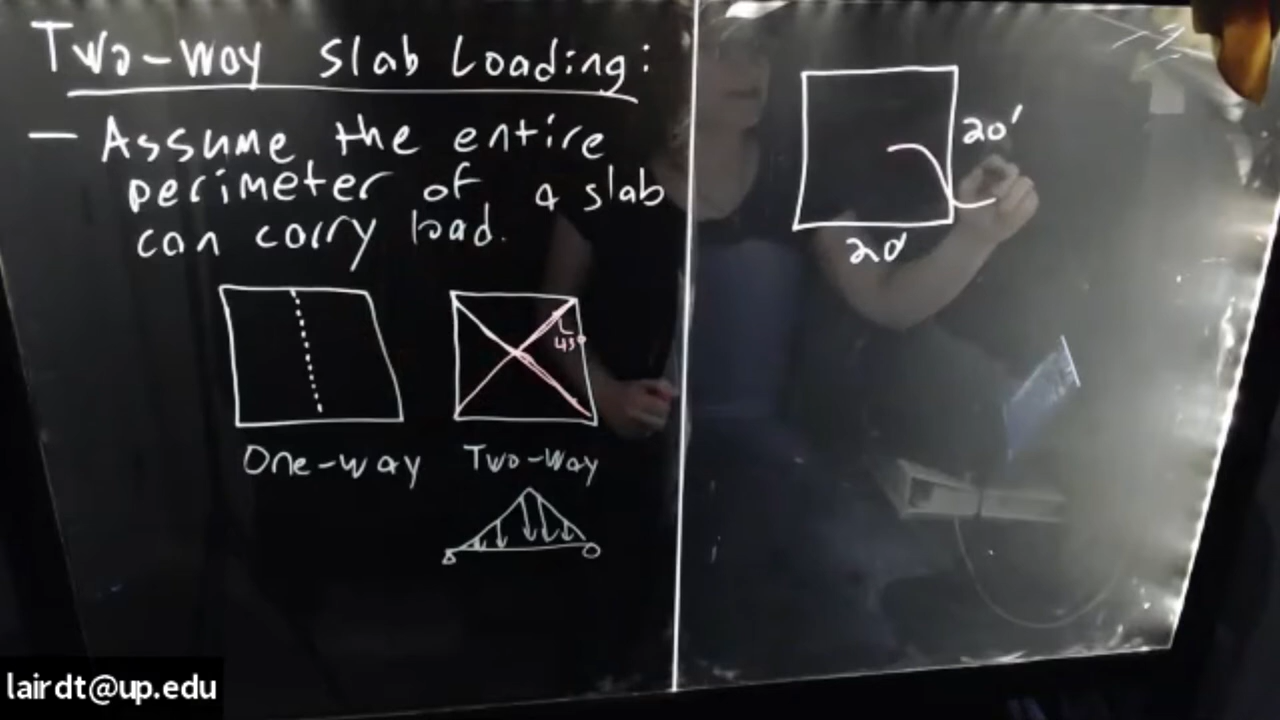 Two-way Slab Loading:
— Assume the entire
perimeter of a slab
can carry load.
45°
One-way Two-Way
20'
20'
lairdt@up.edu